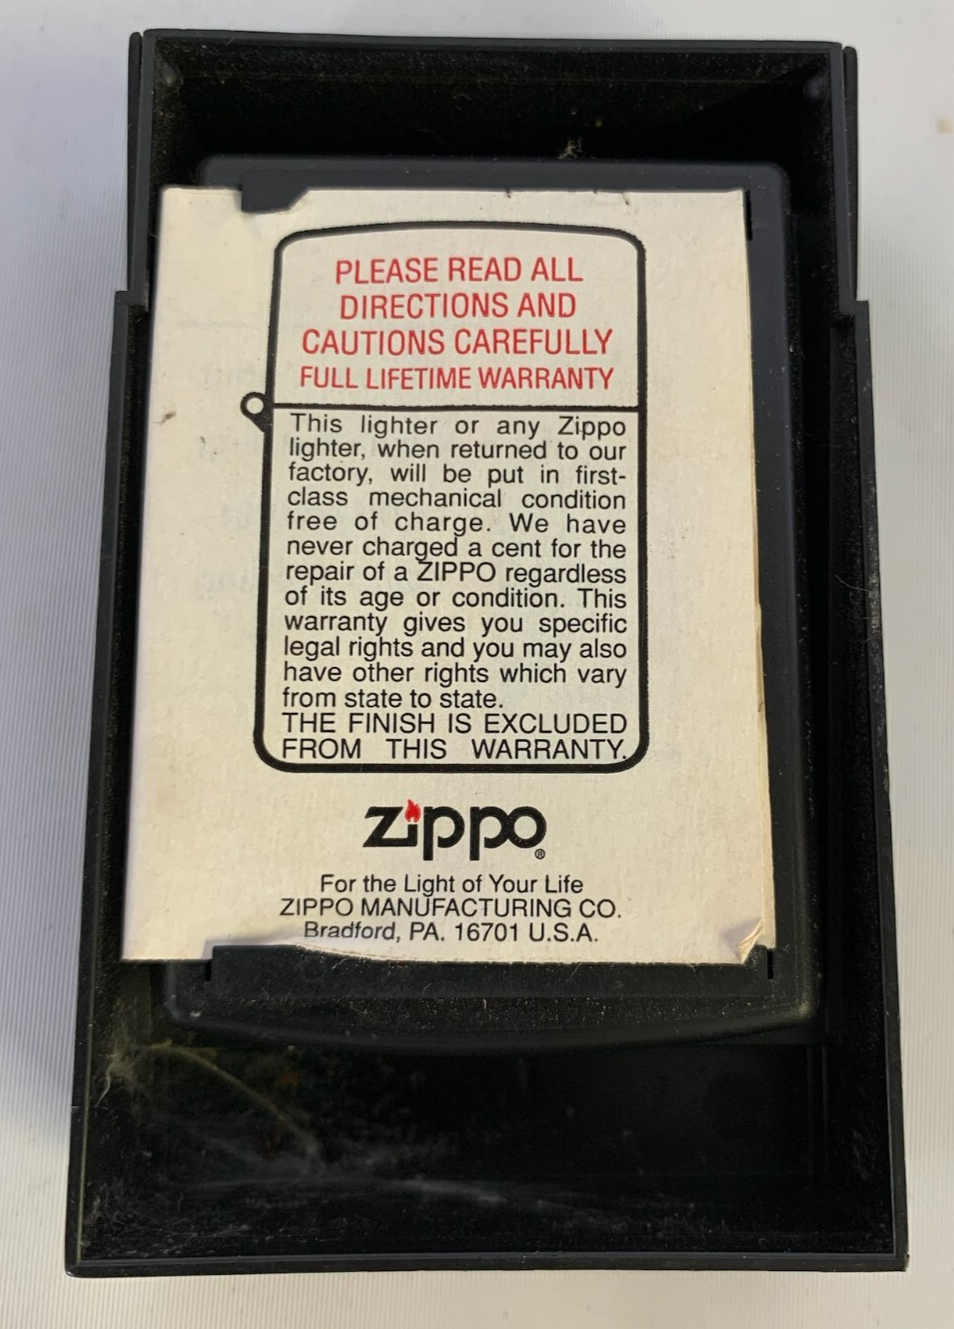 PLEASE READ ALL
DIRECTIONS AND
CAUTIONS CAREFULLY
FULL LIFETIME WARRANTY
This lighter or any Zippo
lighter, when returned to our
factory, will be put in first-
class mechanical condition
free of charge. We have
never charged a cent for the
repair of a ZIPPO regardless
of its age or condition. This
warranty gives you specific
legal rights and you may also
have other rights which vary
from state to state.
THE FINISH IS EXCLUDED
FROM THIS WARRANTY.
zippo®
For the Light of Your Life
ZIPPO MANUFACTURING CO.
Bradford, PA. 16701 U.S.A.